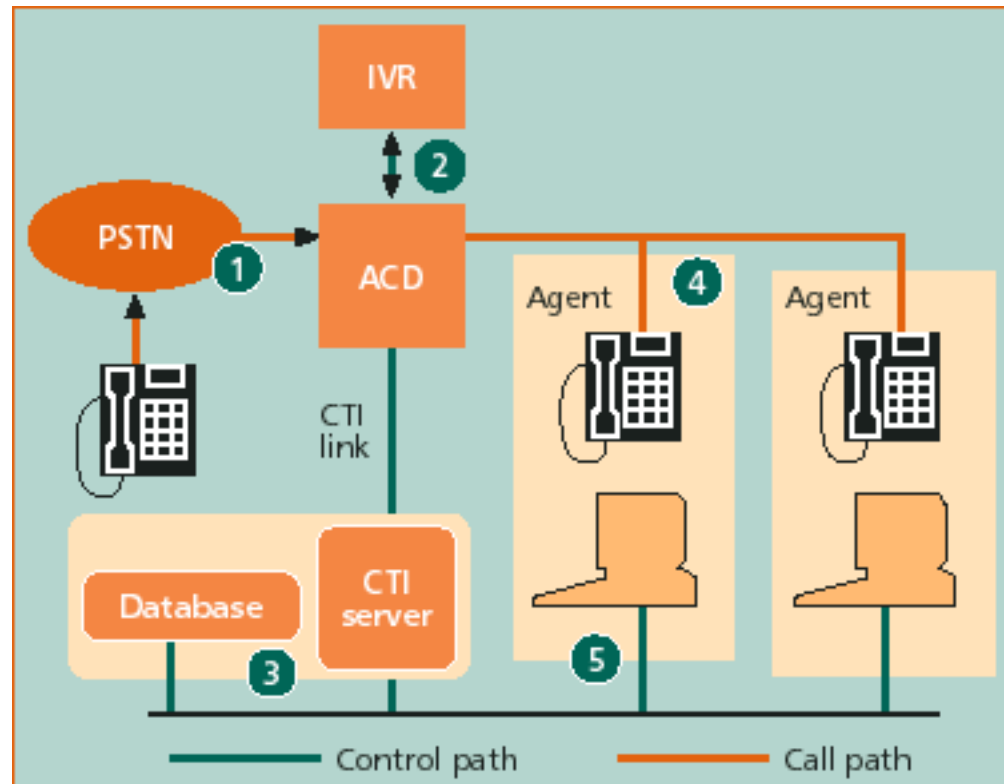 IVR
2
PSTN
1
ACD
4
Agent
Agent
CTI
link
Database
CTI
server
3
5
Control path
Call path